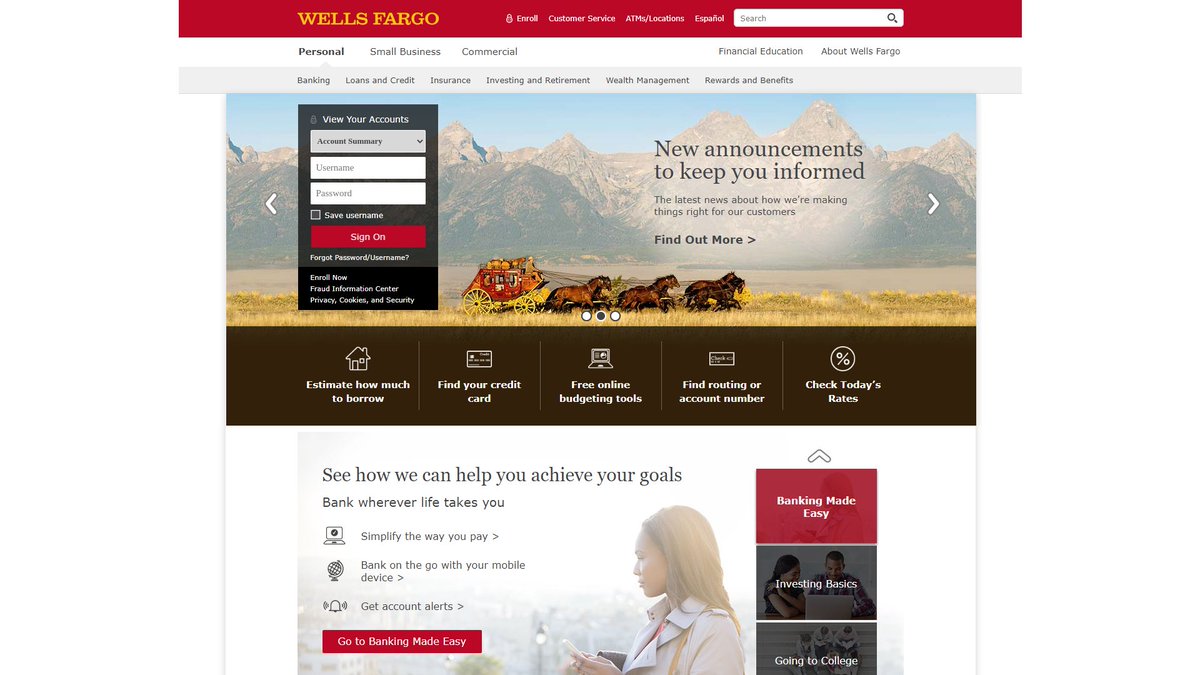 WELLS FARGO
Enroll Customer Service ATMs/Locations Español Search
Personal Small Business Commercial Financial Education About Wells Fargo
Banking Loans and Credit Insurance Investing and Retirement Wealth Management Rewards and Benefits
View Your Accounts
Account Summary
Username
Password
Save username
Sign On
Forgot Password/Username?
Enroll Now
Fraud Information Center
Privacy, Cookies, and Security
New announcements
to keep you informed
The latest news about how we're making
things right for our customers
Find Out More >
Estimate how much
to borrow
Find your credit
card
Free online
budgeting tools
Find routing or
account number
Check Today's
Rates
See how we can help you achieve your goals
Bank wherever life takes you
Simplify the way you pay >
Bank on the go with your mobile
device >
Get account alerts >
Go to Banking Made Easy
Banking Made
Easy
Investing Basics
Going to College